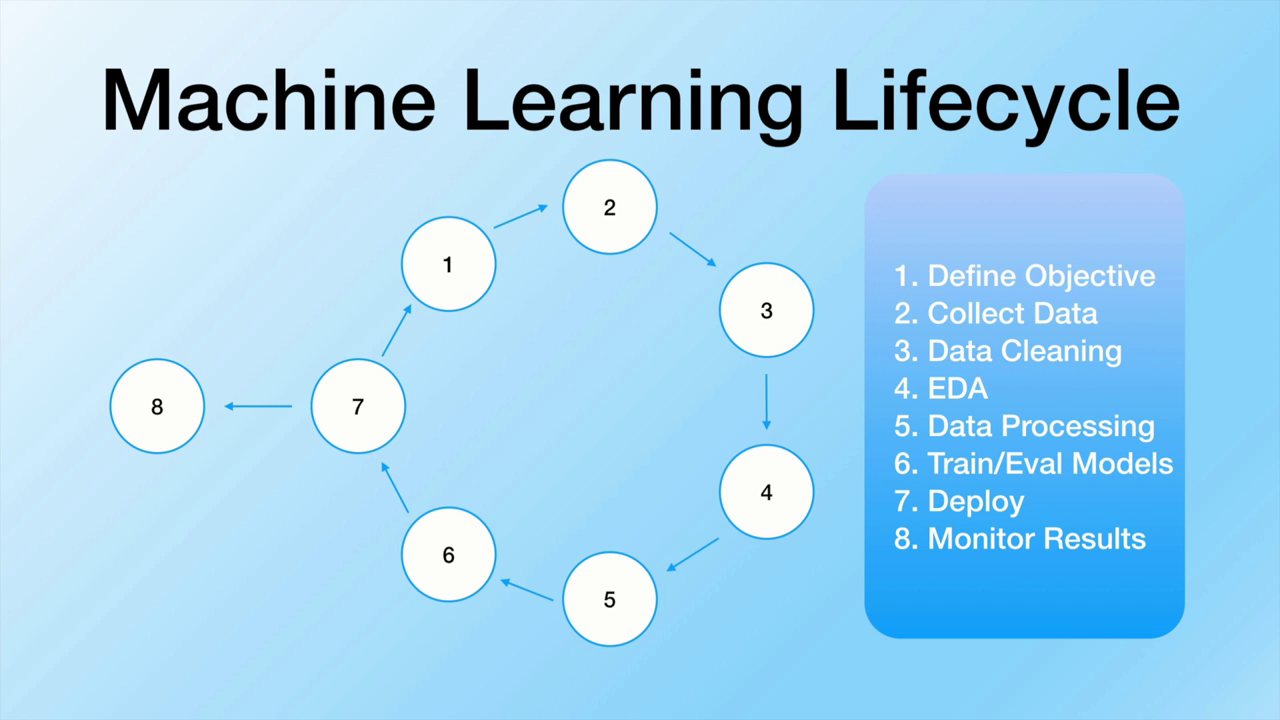 Machine Learning Lifecycle
2
1
3
8
7
4
6
5
1. Define Objective
2. Collect Data
3. Data Cleaning
4. EDA
5. Data Processing
6. Train/Eval Models
7. Deploy
8. Monitor Results